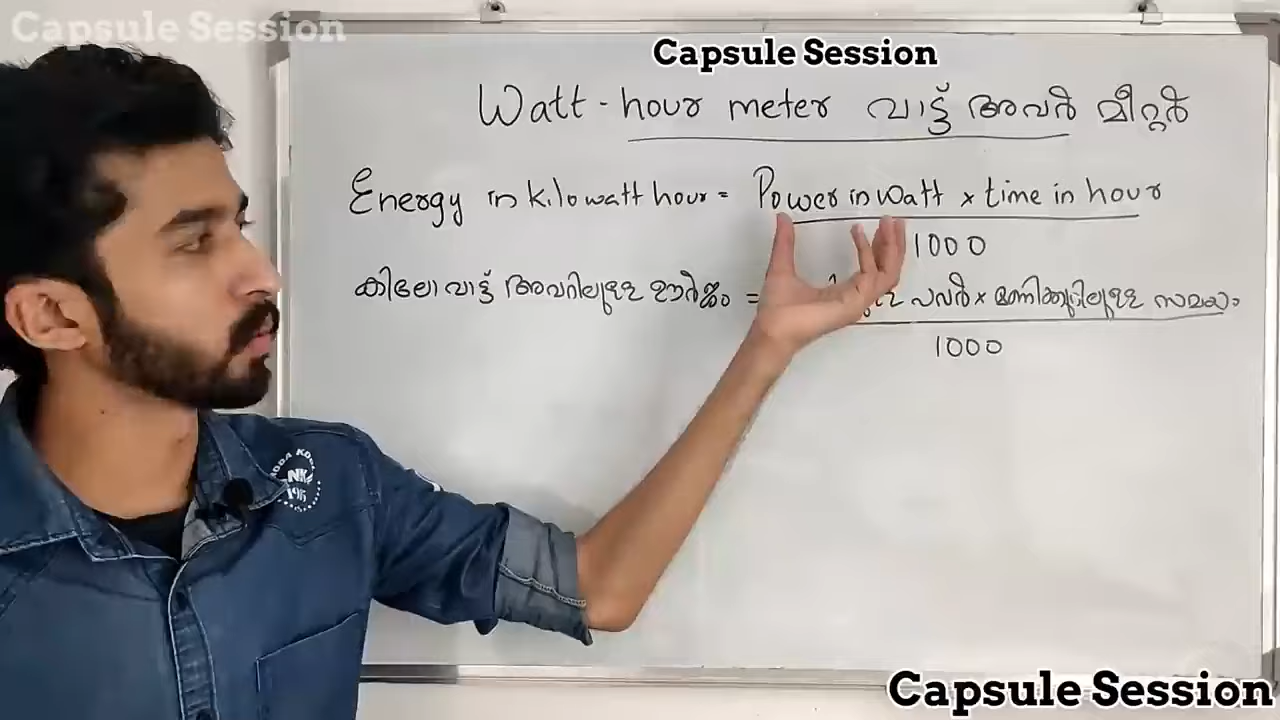 Capsule Session
Capsule Session
Watt-hour meter വാട്ട് അവർ മീറ്റർ
Energy in kilowatt hour = Power in watt × time in hour
1000
കിലോ വാട്ട് അവറിലുള്ള ഊർജം = പവർ × മണിക്കൂറിലുള്ള സമയം
1000
Capsule Session